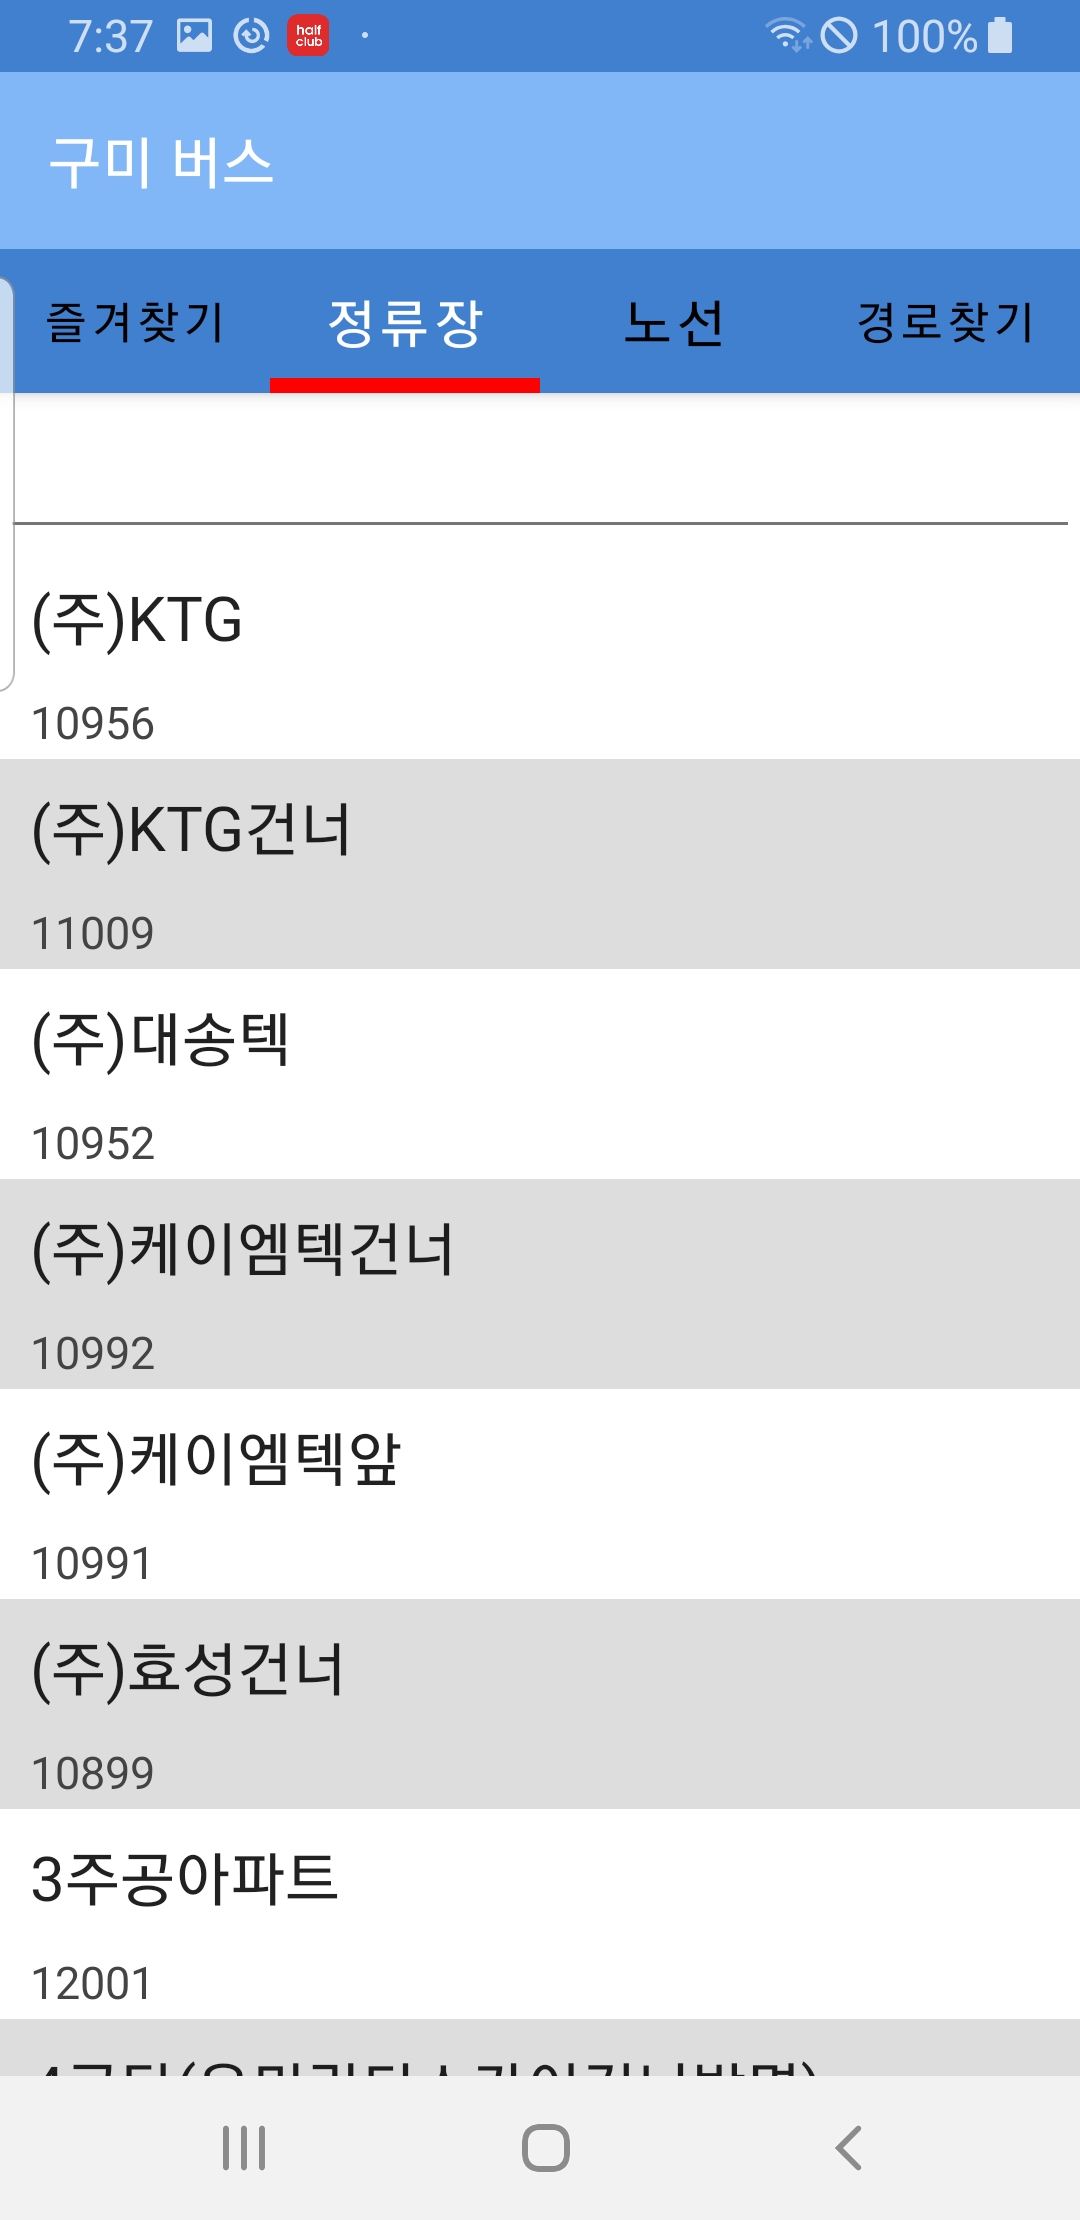 7:37 half club 100%
구미 버스
즐겨찾기 정류장 노선 경로찾기
(주)KTG
10956
(주)KTG건너
11009
(주)대송텍
10952
(주)케이엠텍건너
10992
(주)케이엠텍앞
10991
(주)효성건너
10899
3주공아파트
12001